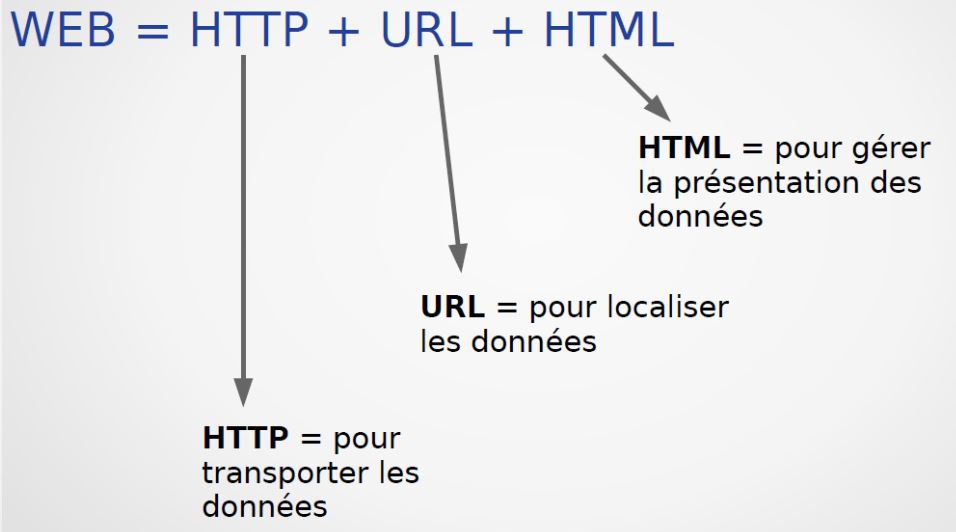 WEB = HTTP + URL + HTML
HTML = pour gérer
la présentation des
données
URL = pour localiser
les données
HTTP = pour
transporter les
données